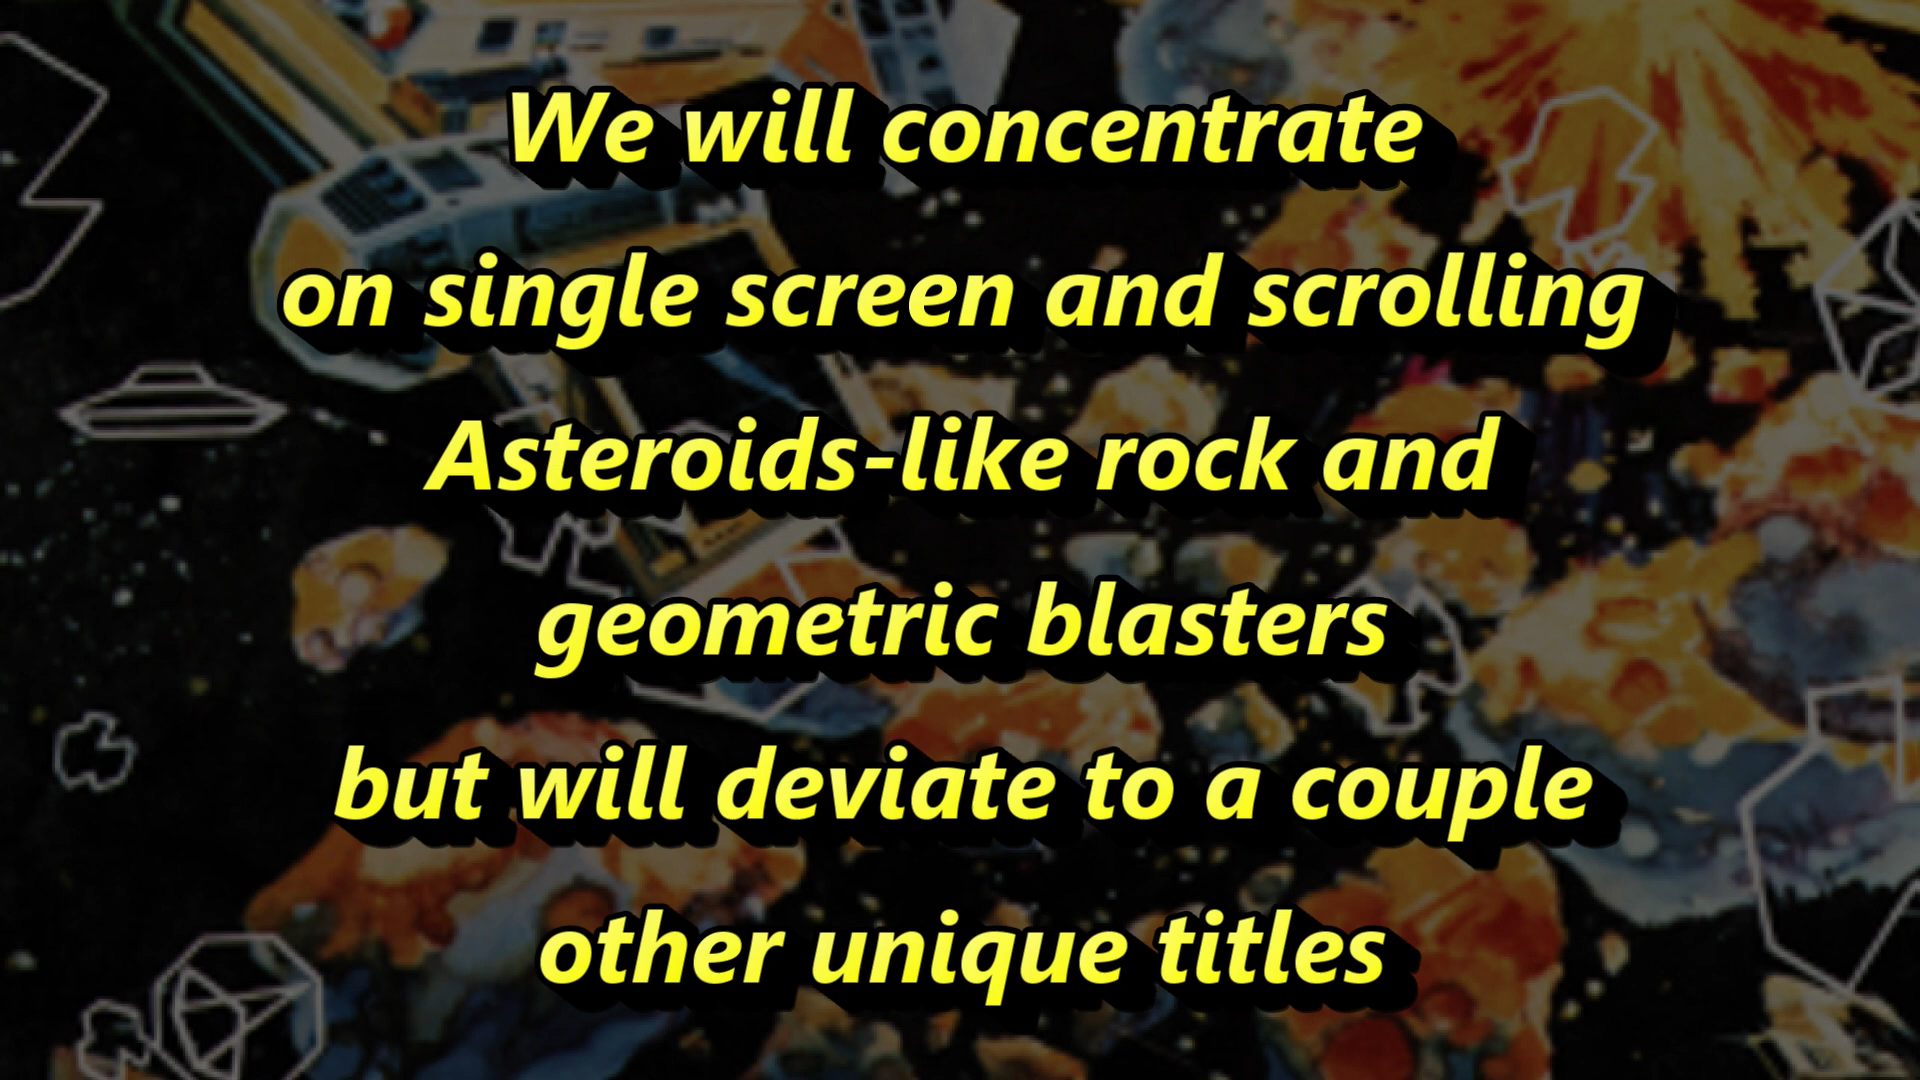 We will concentrate
on single screen and scrolling
Asteroids-like rock and
geometric blasters
but will deviate to a couple
other unique titles